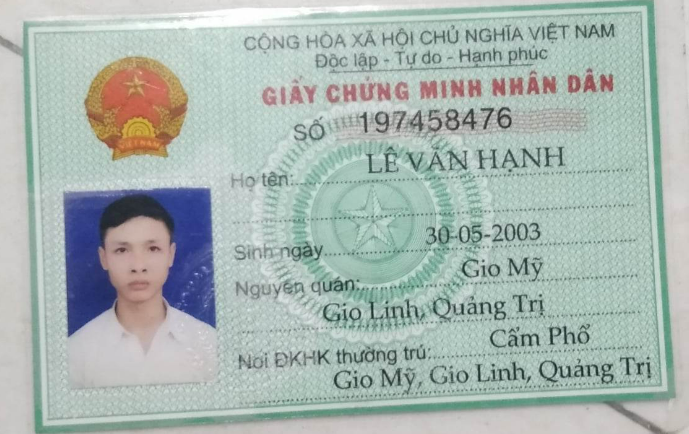 CỘNG HÒA XÃ HỘI CHỦ NGHĨA VIỆT NAM
Độc lập - Tự do - Hạnh phúc
GIẤY CHỨNG MINH NHÂN DÂN
SỐ 197458476
Họ tên: LÊ VĂN HẠNH
Sinh ngày 30-05-2003
Nguyên quán: Gio Mỹ
Gio Linh, Quảng Trị
Nơi ĐKHK thường trú: Cẩm Phổ
Gio Mỹ, Gio Linh, Quảng Trị
VIỆT NAM